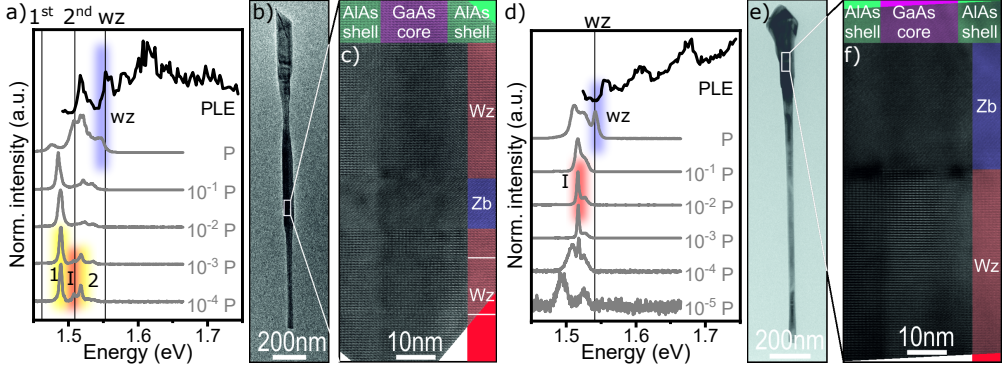 a)
1st 2nd wz
PLE
wz
P
10-1 P
10-2 P
10-3 P
10-4 P
1 I 2
Norm. intensity (a.u.)
1.5 1.6 1.7
Energy (eV)
b)
200nm
AlAs shell
GaAs core
AlAs shell
c)
Wz
Zb
Wz
10nm
d)
wz
PLE
wz
P
I
10-1 P
10-2 P
10-3 P
10-4 P
10-5 P
Norm. intensity (a.u.)
1.5 1.6 1.7
Energy (eV)
e)
200nm
AlAs shell
GaAs core
AlAs shell
f)
Zb
Wz
10nm